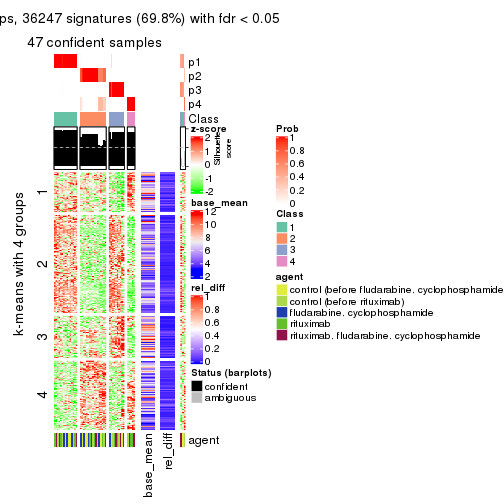 ps, 36247 signatures (69.8%) with fdr < 0.05
47 confident samples
p1
p2
p3
p4
Class
Silhouette
score
k-means with 4 groups
1
2
3
4
agent
base_mean
rel_diff
z-score
2
1
0
-1
-2
base_mean
12
10
8
6
4
2
rel_diff
1
0.8
0.6
0.4
0.2
0
Status (barplots)
confident
ambiguous
Prob
1
0.8
0.6
0.4
0.2
0
Class
1
2
3
4
agent
control (before fludarabine. cyclophosphamide
control (before rituximab)
fludarabine. cyclophosphamide
rituximab
rituximab. fludarabine. cyclophosphamide